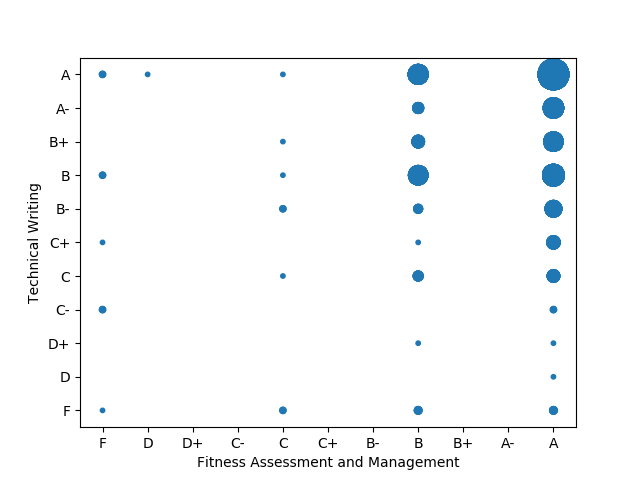 A
A-
B+
B
B-
C+
C
C-
D+
D
F
Technical Writing
F D D+ C- C C+ B- B B+ A- A
Fitness Assessment and Management